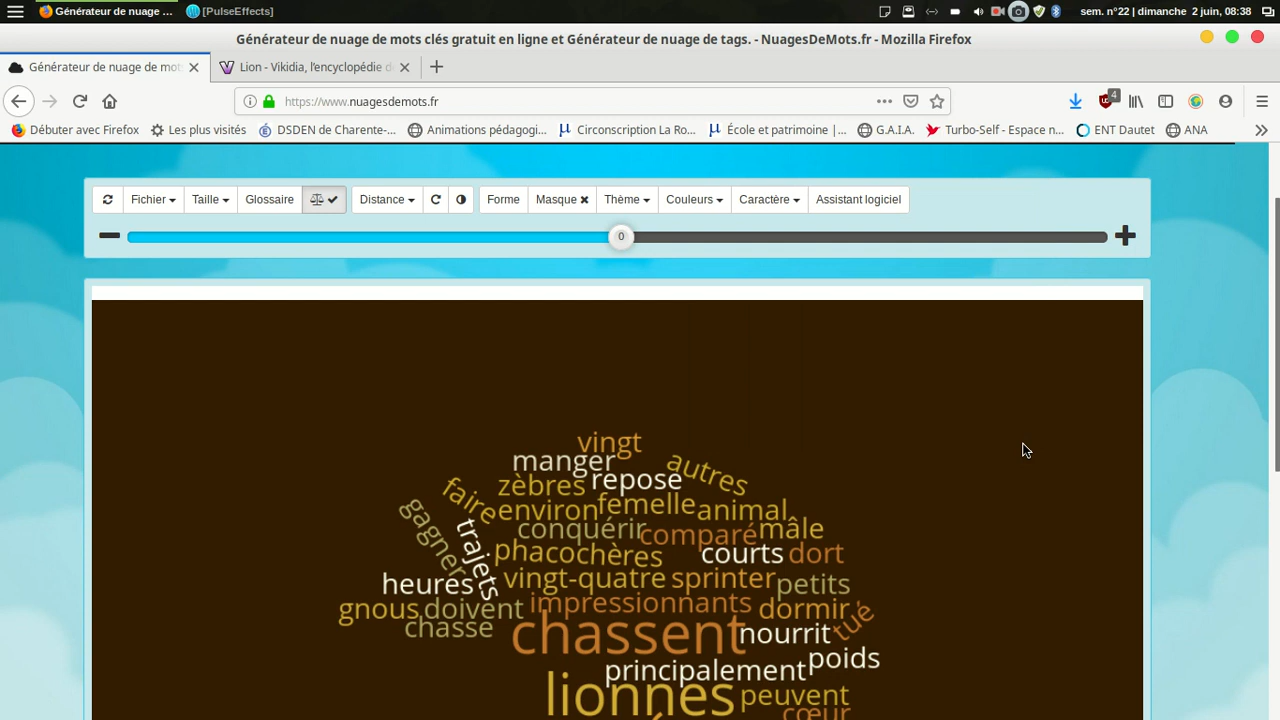 Générateur de nuage ... [PulseEffects] sem. n°22 | dimanche 2 juin, 08:38
Générateur de nuage de mots clés gratuit en ligne et Générateur de nuage de tags. - NuagesDeMots.fr - Mozilla Firefox
Générateur de nuage de mots Lion - Vikidia, l'encyclopédie d
https://www.nuagesdemots.fr 4
Débuter avec Firefox Les plus visités DSDEN de Charente-... Animations pédagogi... Circonscription La Ro... École et patrimoine |... G.A.I.A. Turbo-Self - Espace n... ENT Dautet ANA
Fichier Taille Glossaire Distance Forme Masque Thème Couleurs Caractère Assistant logiciel
0
vingt
manger autres
zèbres repose
faire environ femelle animal
gagner trajets conquérir comparé mâle
phacochères courts dort
heures vingt-quatre sprinter petits
gnous doivent impressionnants dormir tue
chasse chassent nourrit
principalement poids
lionnes peuvent
cœur